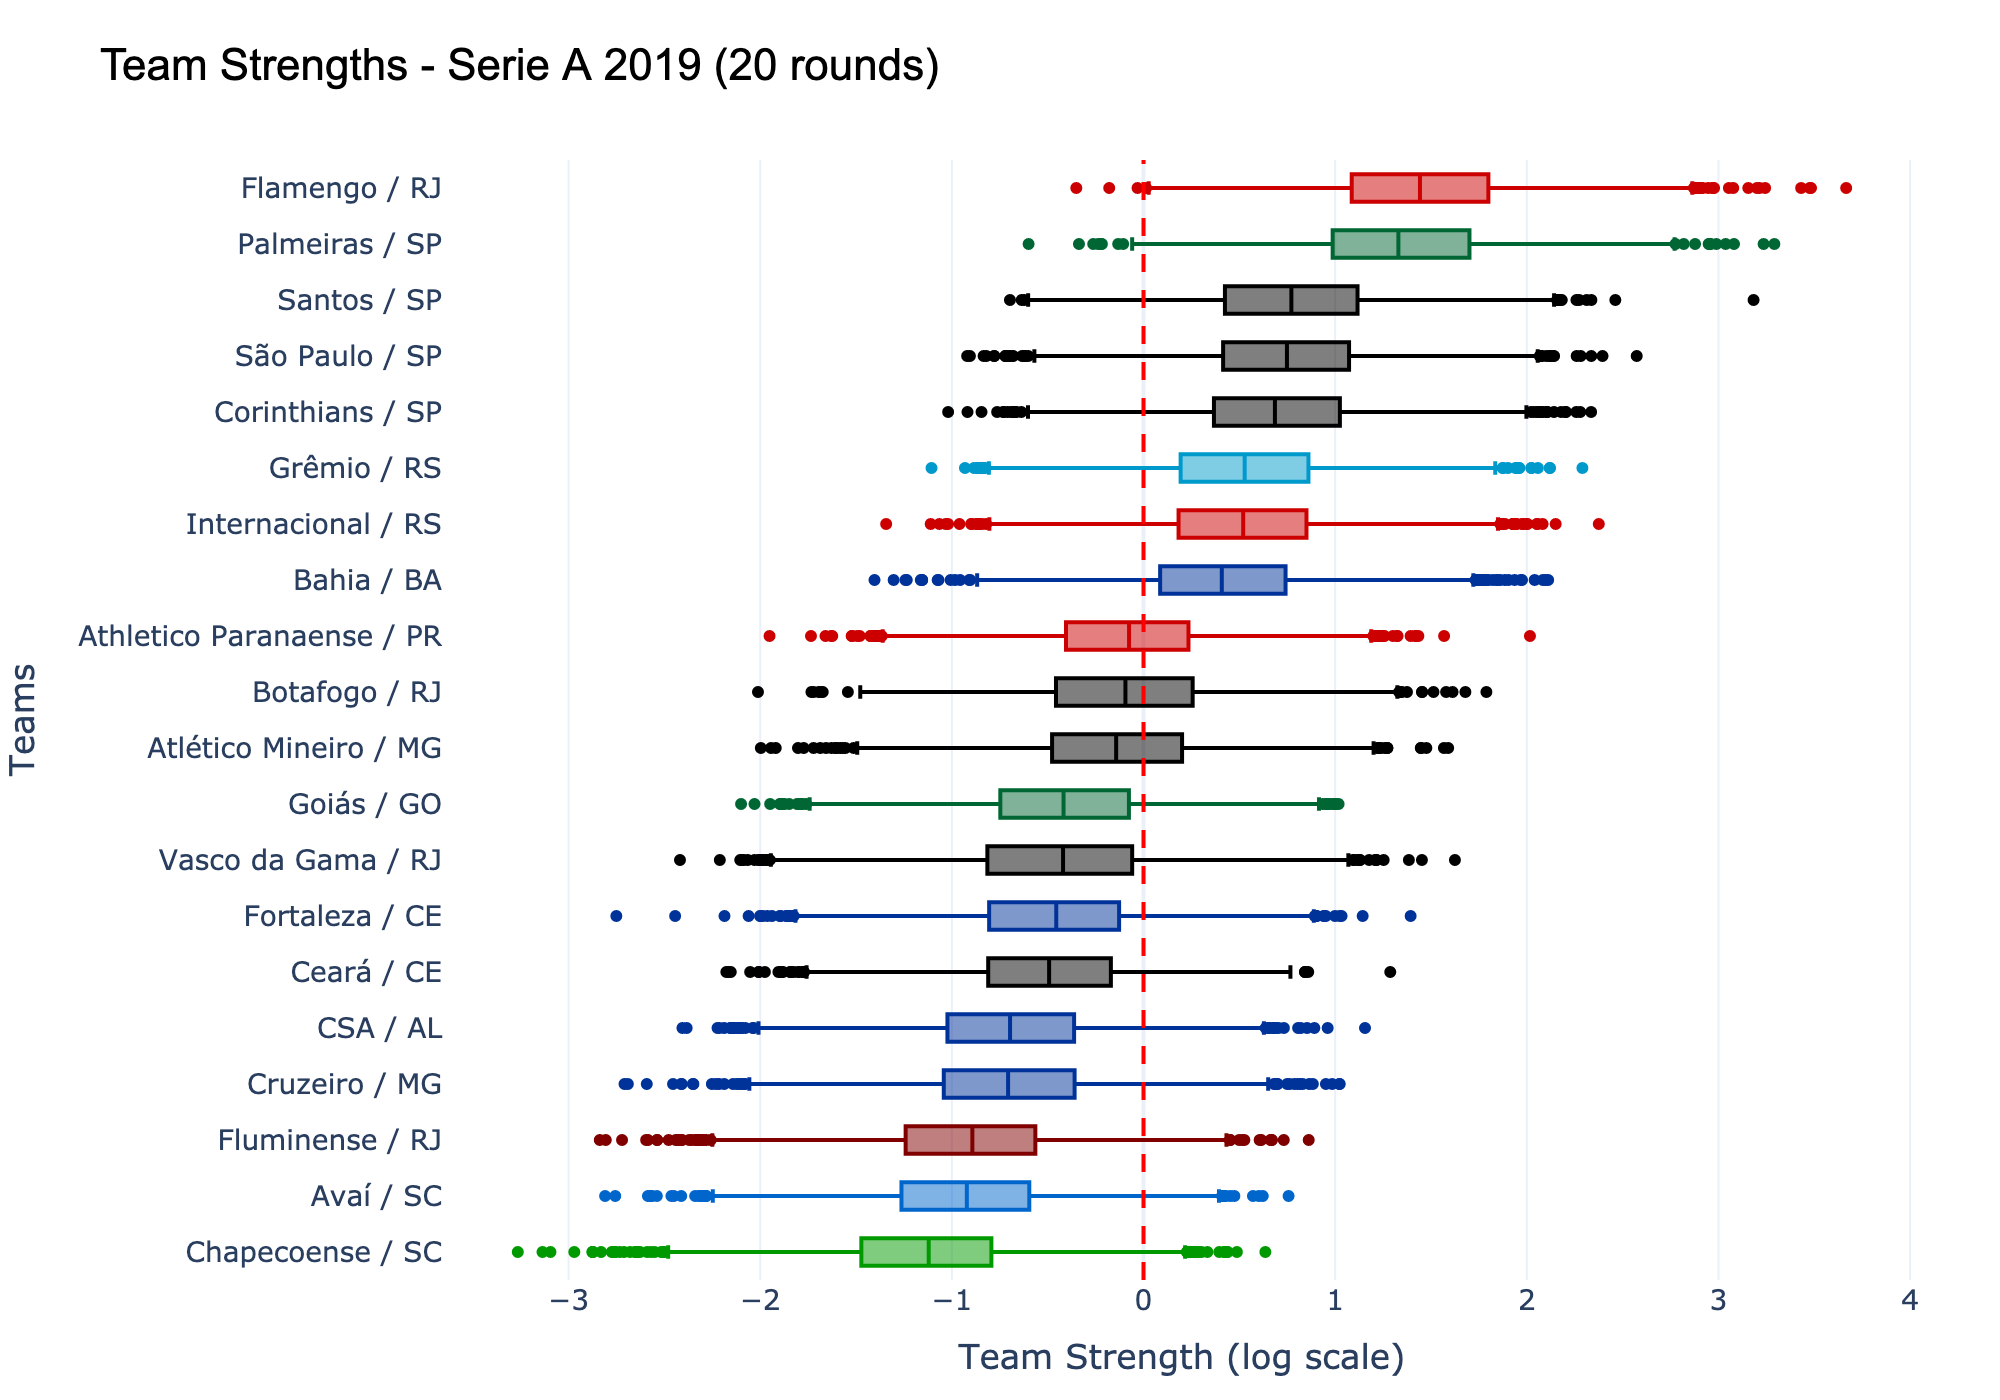 Team Strengths - Serie A 2019 (20 rounds)
Teams
Flamengo / RJ
Palmeiras / SP
Santos / SP
São Paulo / SP
Corinthians / SP
Grêmio / RS
Internacional / RS
Bahia / BA
Athletico Paranaense / PR
Botafogo / RJ
Atlético Mineiro / MG
Goiás / GO
Vasco da Gama / RJ
Fortaleza / CE
Ceará / CE
CSA / AL
Cruzeiro / MG
Fluminense / RJ
Avaí / SC
Chapecoense / SC
−3 −2 −1 0 1 2 3 4
Team Strength (log scale)